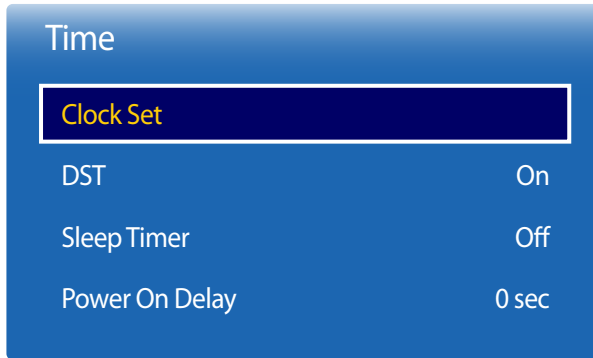 Time
Clock Set
DST On
Sleep Timer Off
Power On Delay 0 sec